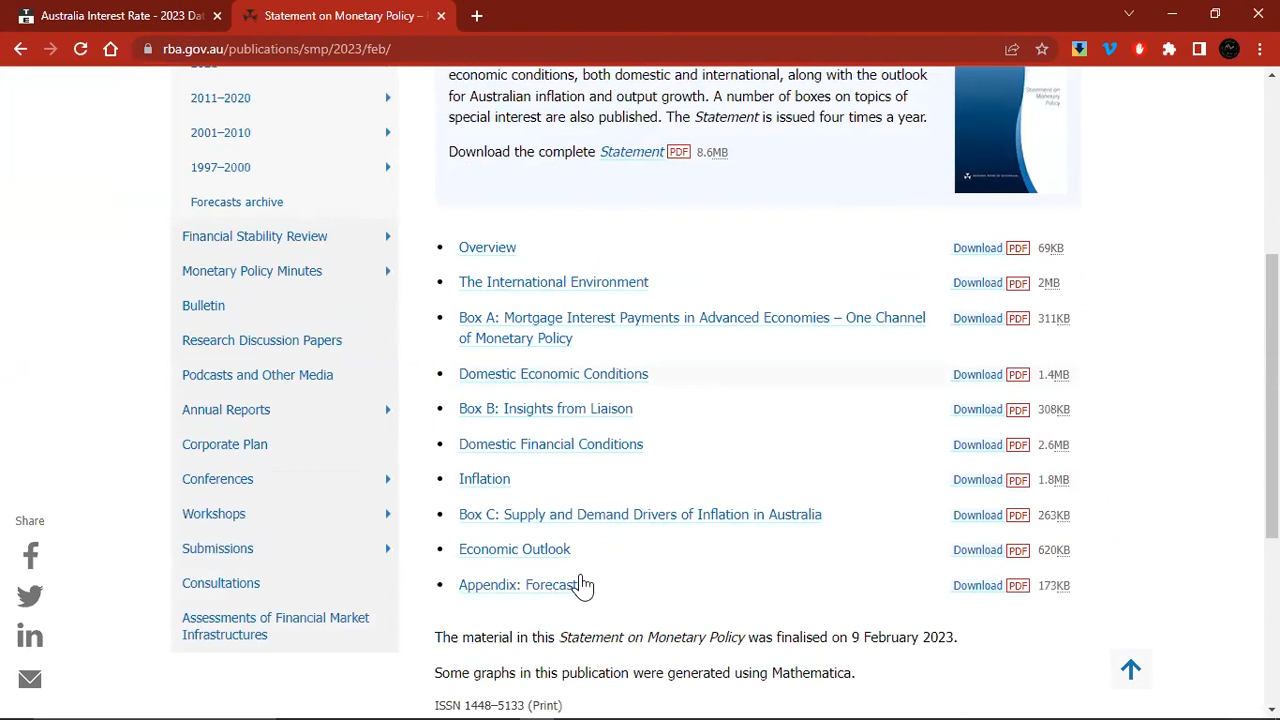 Australia Interest Rate - 2023 Dat
Statement on Monetary Policy –
rba.gov.au/publications/smp/2023/feb/
2011–2020
2001–2010
1997–2000
Forecasts archive
Financial Stability Review
Monetary Policy Minutes
Bulletin
Research Discussion Papers
Podcasts and Other Media
Annual Reports
Corporate Plan
Conferences
Workshops
Submissions
Consultations
Assessments of Financial Market
Infrastructures
Share
economic conditions, both domestic and international, along with the outlook
for Australian inflation and output growth. A number of boxes on topics of
special interest are also published. The Statement is issued four times a year.
Download the complete Statement PDF 8.6MB
Statement on
Monetary
Policy
Overview Download PDF 69KB
The International Environment Download PDF 2MB
Box A: Mortgage Interest Payments in Advanced Economies – One Channel Download PDF 311KB
of Monetary Policy
Domestic Economic Conditions Download PDF 1.4MB
Box B: Insights from Liaison Download PDF 308KB
Domestic Financial Conditions Download PDF 2.6MB
Inflation Download PDF 1.8MB
Box C: Supply and Demand Drivers of Inflation in Australia Download PDF 263KB
Economic Outlook Download PDF 620KB
Appendix: Forecast Download PDF 173KB
The material in this Statement on Monetary Policy was finalised on 9 February 2023.
Some graphs in this publication were generated using Mathematica.
ISSN 1448–5133 (Print)